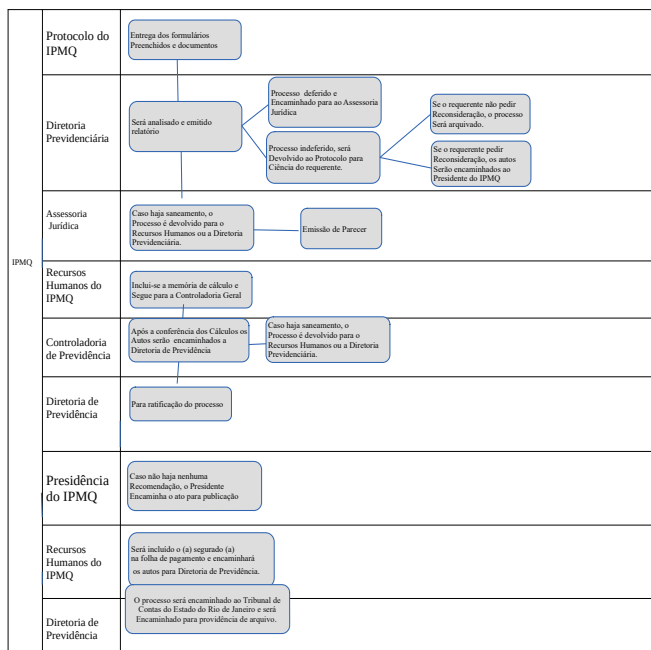 IPMQ
Protocolo do
IPMQ
Entrega dos formulários
Preenchidos e documentos
Diretoria
Previdenciária
Será analisado e emitido
relatório
Processo deferido e
Encaminhado para ao Assessoria
Jurídica
Processo indeferido, será
Devolvido ao Protocolo para
Ciência do requerente.
Se o requerente não pedir
Reconsideração, o processo
Será arquivado.
Se o requerente pedir
Reconsideração, os autos
Serão encaminhados ao
Presidente do IPMQ
Assessoria
Jurídica
Caso haja saneamento, o
Processo é devolvido para o
Recursos Humanos ou a Diretoria
Previdenciária.
Emissão de Parecer
Recursos
Humanos do
IPMQ
Inclui-se a memória de cálculo e
Segue para a Controladoria Geral
Controladoria
de Previdência
Após a conferência dos Cálculos os
Autos serão encaminhados a
Diretoria de Previdência
Caso haja saneamento, o
Processo é devolvido para o
Recursos Humanos ou a Diretoria
Previdenciária.
Diretoria de
Previdência
Para ratificação do processo
Presidência
do IPMQ
Caso não haja nenhuma
Recomendação, o Presidente
Encaminha o ato para publicação
Recursos
Humanos do
IPMQ
Será incluído o (a) segurado (a)
na folha de pagamento e encaminhará
os autos para Diretoria de Previdência.
Diretoria de
Previdência
O processo será encaminhado ao Tribunal de
Contas do Estado do Rio de Janeiro e será
Encaminhado para providência de arquivo.